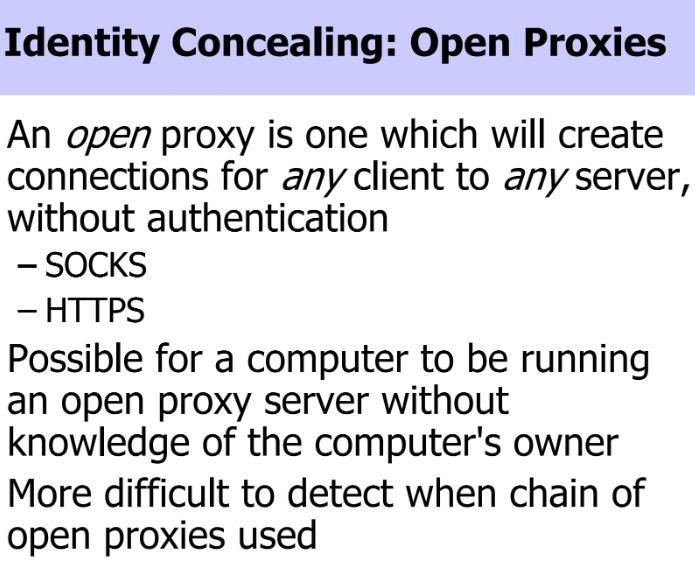 Identity Concealing: Open Proxies
An open proxy is one which will create
connections for any client to any server,
without authentication
– SOCKS
– HTTPS
Possible for a computer to be running
an open proxy server without
knowledge of the computer's owner
More difficult to detect when chain of
open proxies used